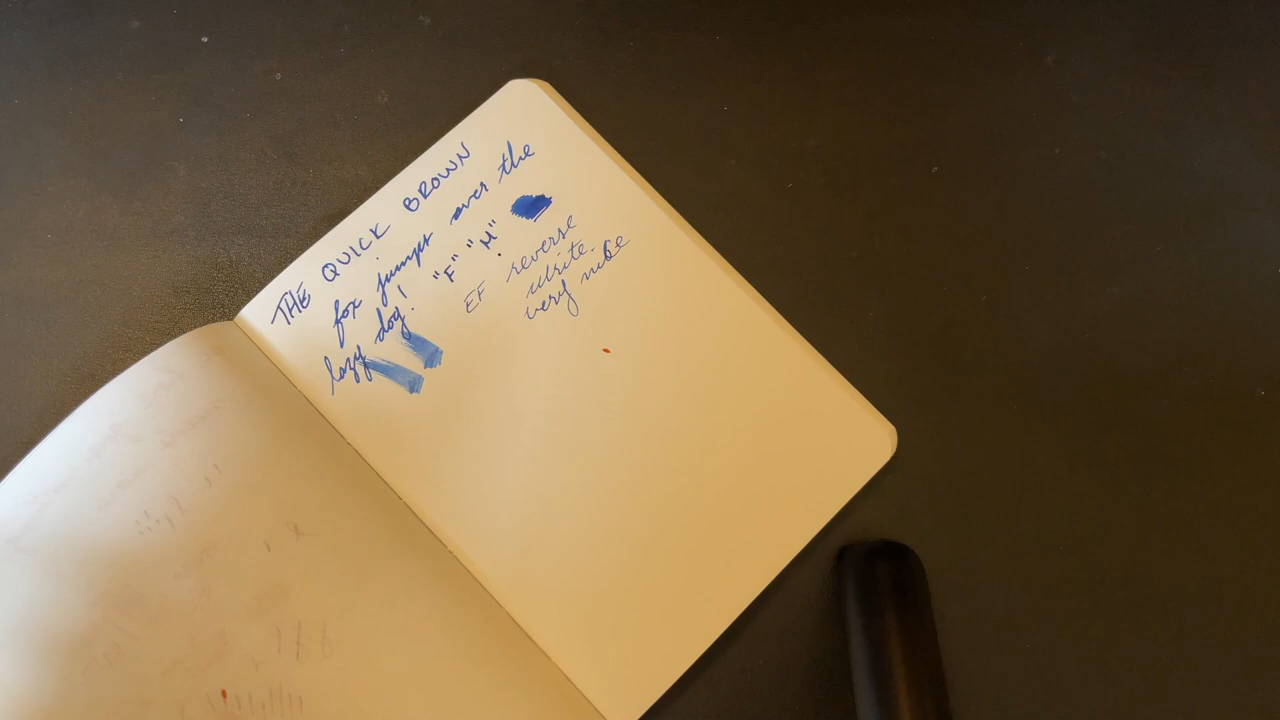 THE QUICK BROWN
fox jumps over the
lazy dog! "F" "M"
EF reverse
write.
very nice